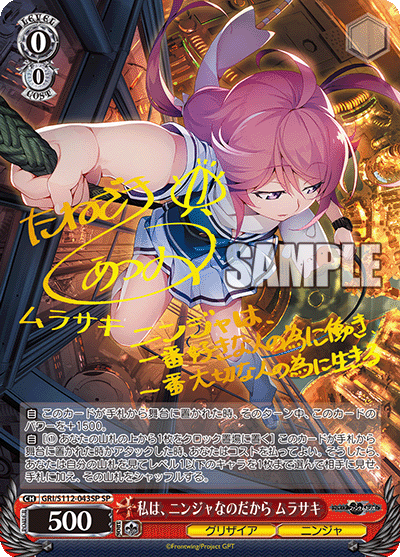 LEVEL
0
0
COST
たねざき
あつみ
SAMPLE
ムラサキ ニンジャは、
一番好きな人の為に働き、
一番大切な人の為に生きる
自 このカードが手札から舞台に置かれた時、そのターン中、このカードのパワーを+1500。
自 [(0) あなたの山札の上から1枚をクロック置場に置く] このカードが手札から舞台に置かれた時かアタックした時、あなたはコストを払ってよい。そうしたら、あなたは自分の山札を見てレベル1以下のキャラを1枚まで選んで相手に見せ、手札に加え、その山札をシャッフルする。
CH GRI/S112-043SP SP
私は、ニンジャなのだから ムラサキ
500
グリザイア
ニンジャ
©Frontwing/Project GPT